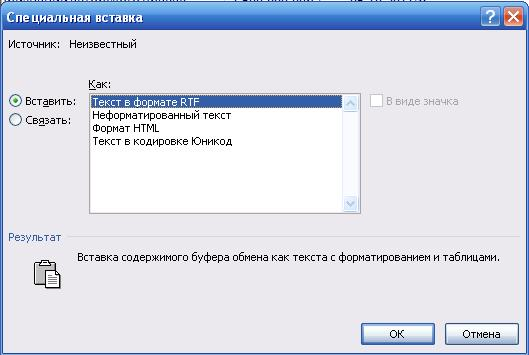 Специальная вставка
Источник: Неизвестный
Как:
Вставить:
Связать:
Текст в формате RTF
Неформатированный текст
Формат HTML
Текст в кодировке Юникод
В виде значка
Результат
Вставка содержимого буфера обмена как текста с форматированием и таблицами.
ОК
Отмена